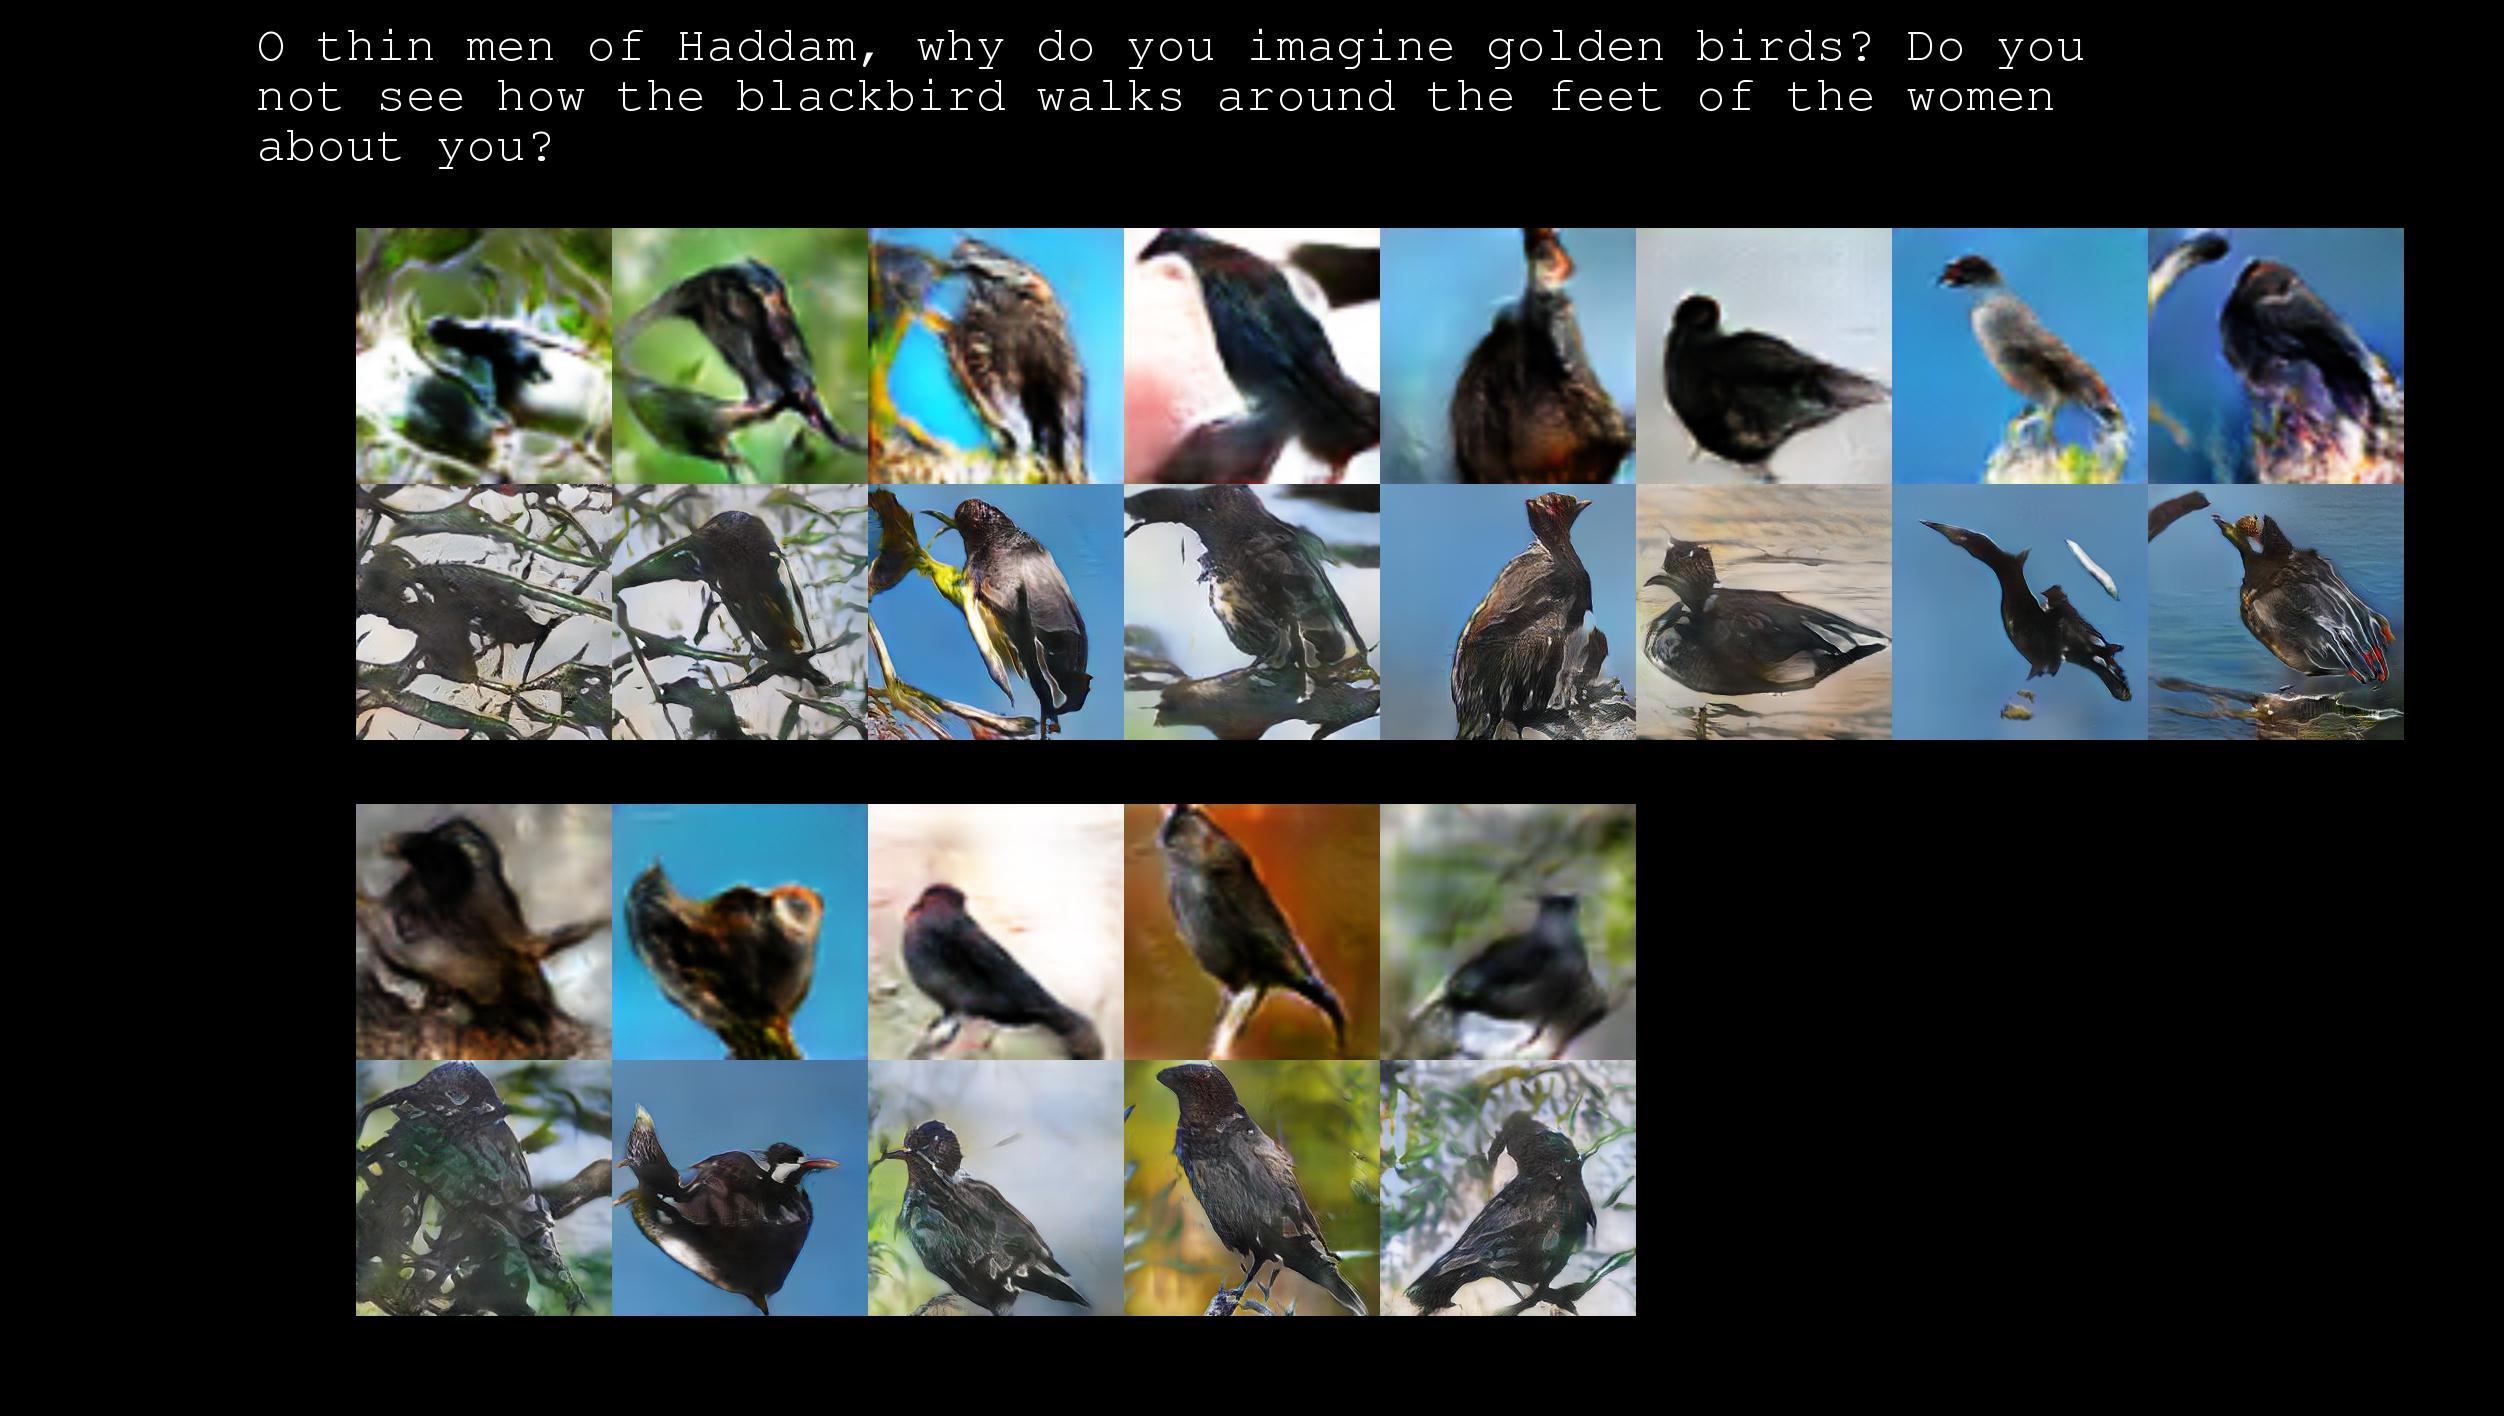 O thin men of Haddam, why do you imagine golden birds? Do you
not see how the blackbird walks around the feet of the women
about you?